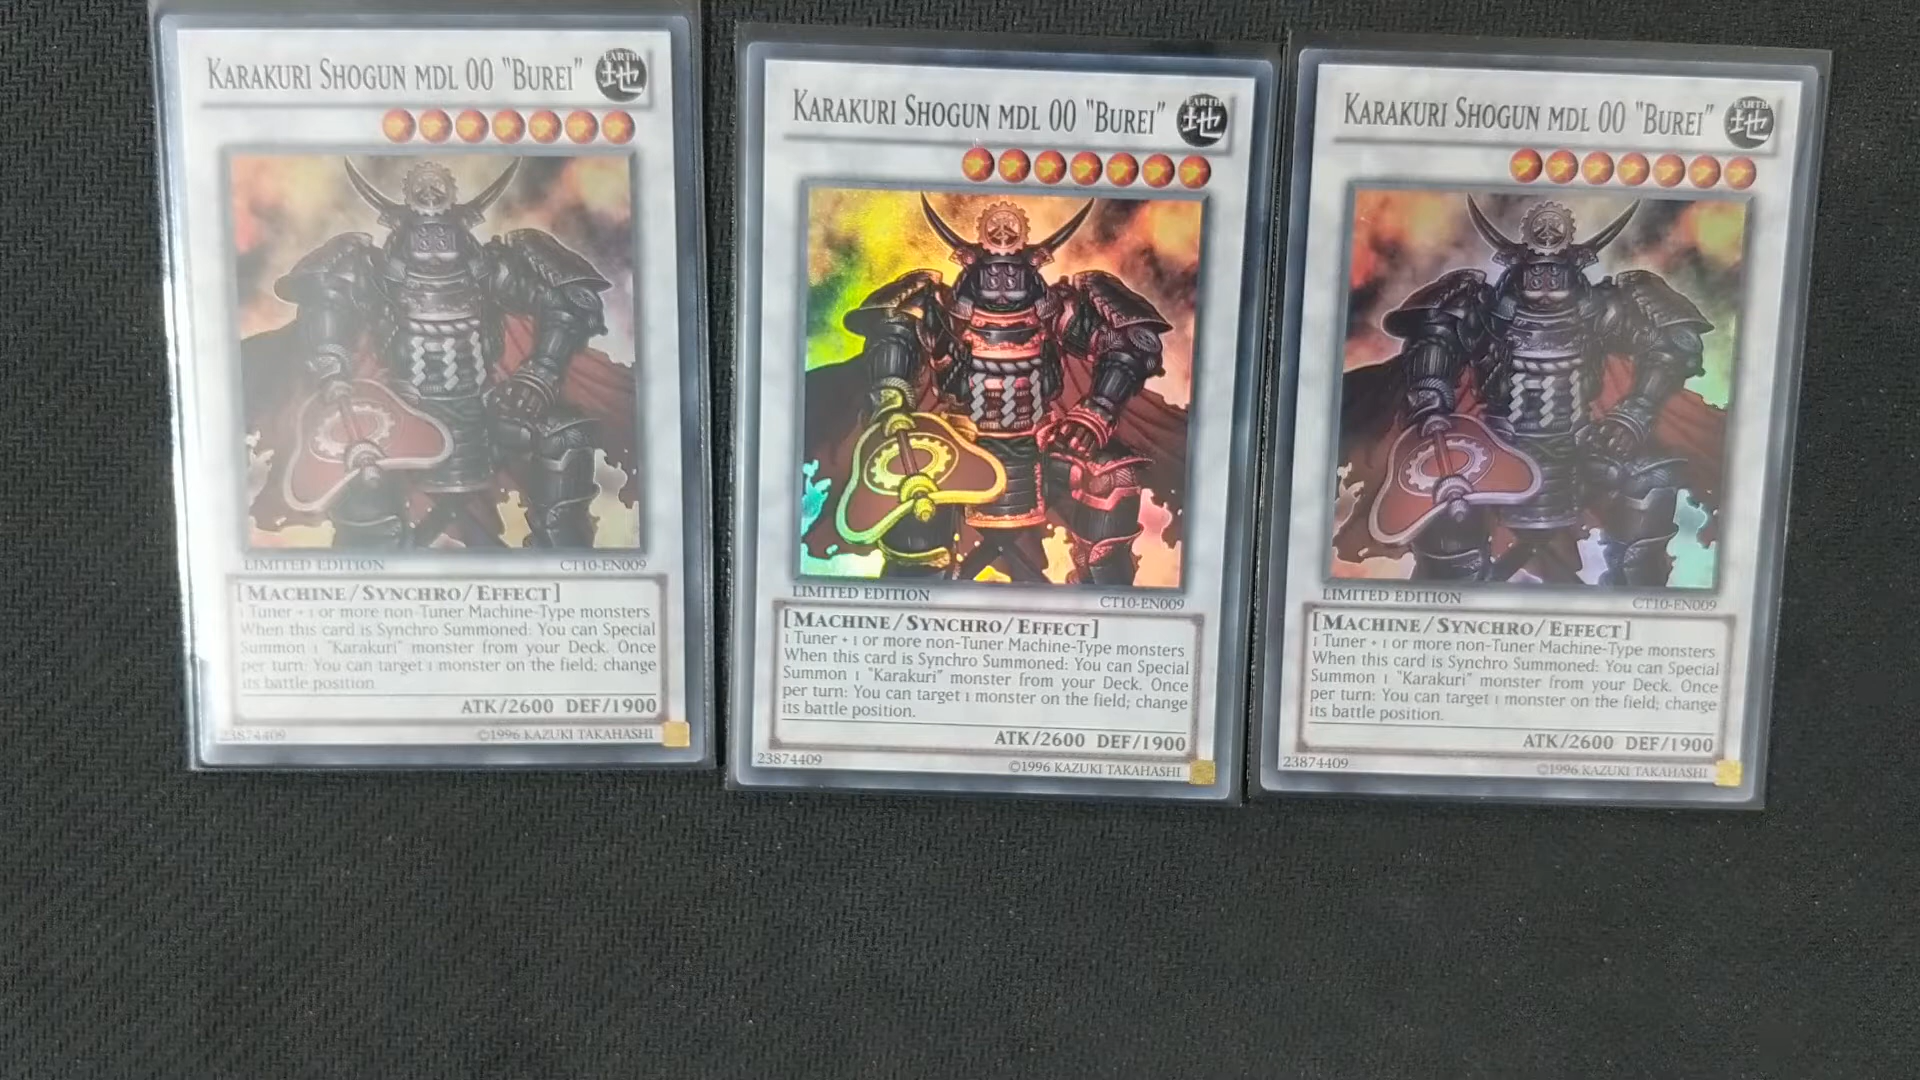 KARAKURI SHOGUN MDL 00 "BUREI"
EARTH
地
LIMITED EDITION
CT10-EN009
[MACHINE/SYNCHRO/EFFECT]
1 Tuner + 1 or more non-Tuner Machine-Type monsters
When this card is Synchro Summoned: You can Special
Summon 1 "Karakuri" monster from your Deck. Once
per turn: You can target 1 monster on the field; change
its battle position.
ATK/2600 DEF/1900
23874409
©1996 KAZUKI TAKAHASHI
KARAKURI SHOGUN MDL 00 "BUREI"
EARTH
地
LIMITED EDITION
CT10-EN009
[MACHINE/SYNCHRO/EFFECT]
1 Tuner + 1 or more non-Tuner Machine-Type monsters
When this card is Synchro Summoned: You can Special
Summon 1 "Karakuri" monster from your Deck. Once
per turn: You can target 1 monster on the field; change
its battle position.
ATK/2600 DEF/1900
23874409
©1996 KAZUKI TAKAHASHI
KARAKURI SHOGUN MDL 00 "BUREI"
EARTH
地
LIMITED EDITION
CT10-EN009
[MACHINE/SYNCHRO/EFFECT]
1 Tuner + 1 or more non-Tuner Machine-Type monsters
When this card is Synchro Summoned: You can Special
Summon 1 "Karakuri" monster from your Deck. Once
per turn: You can target 1 monster on the field; change
its battle position.
ATK/2600 DEF/1900
23874409
©1996 KAZUKI TAKAHASHI